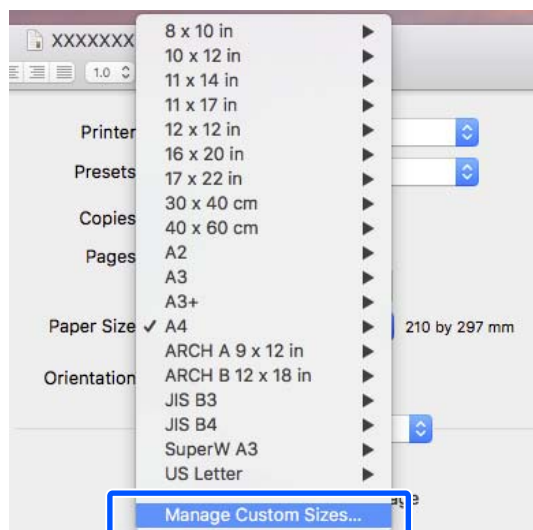 XXXXXXX
1.0
8 x 10 in
10 x 12 in
11 x 14 in
11 x 17 in
Printer
12 x 12 in
16 x 20 in
Presets
17 x 22 in
30 x 40 cm
Copies
40 x 60 cm
Pages
A2
A3
A3+
Paper Size ✓ A4 210 by 297 mm
ARCH A 9 x 12 in
Orientation
ARCH B 12 x 18 in
JIS B3
JIS B4
SuperW A3
US Letter
Manage Custom Sizes...